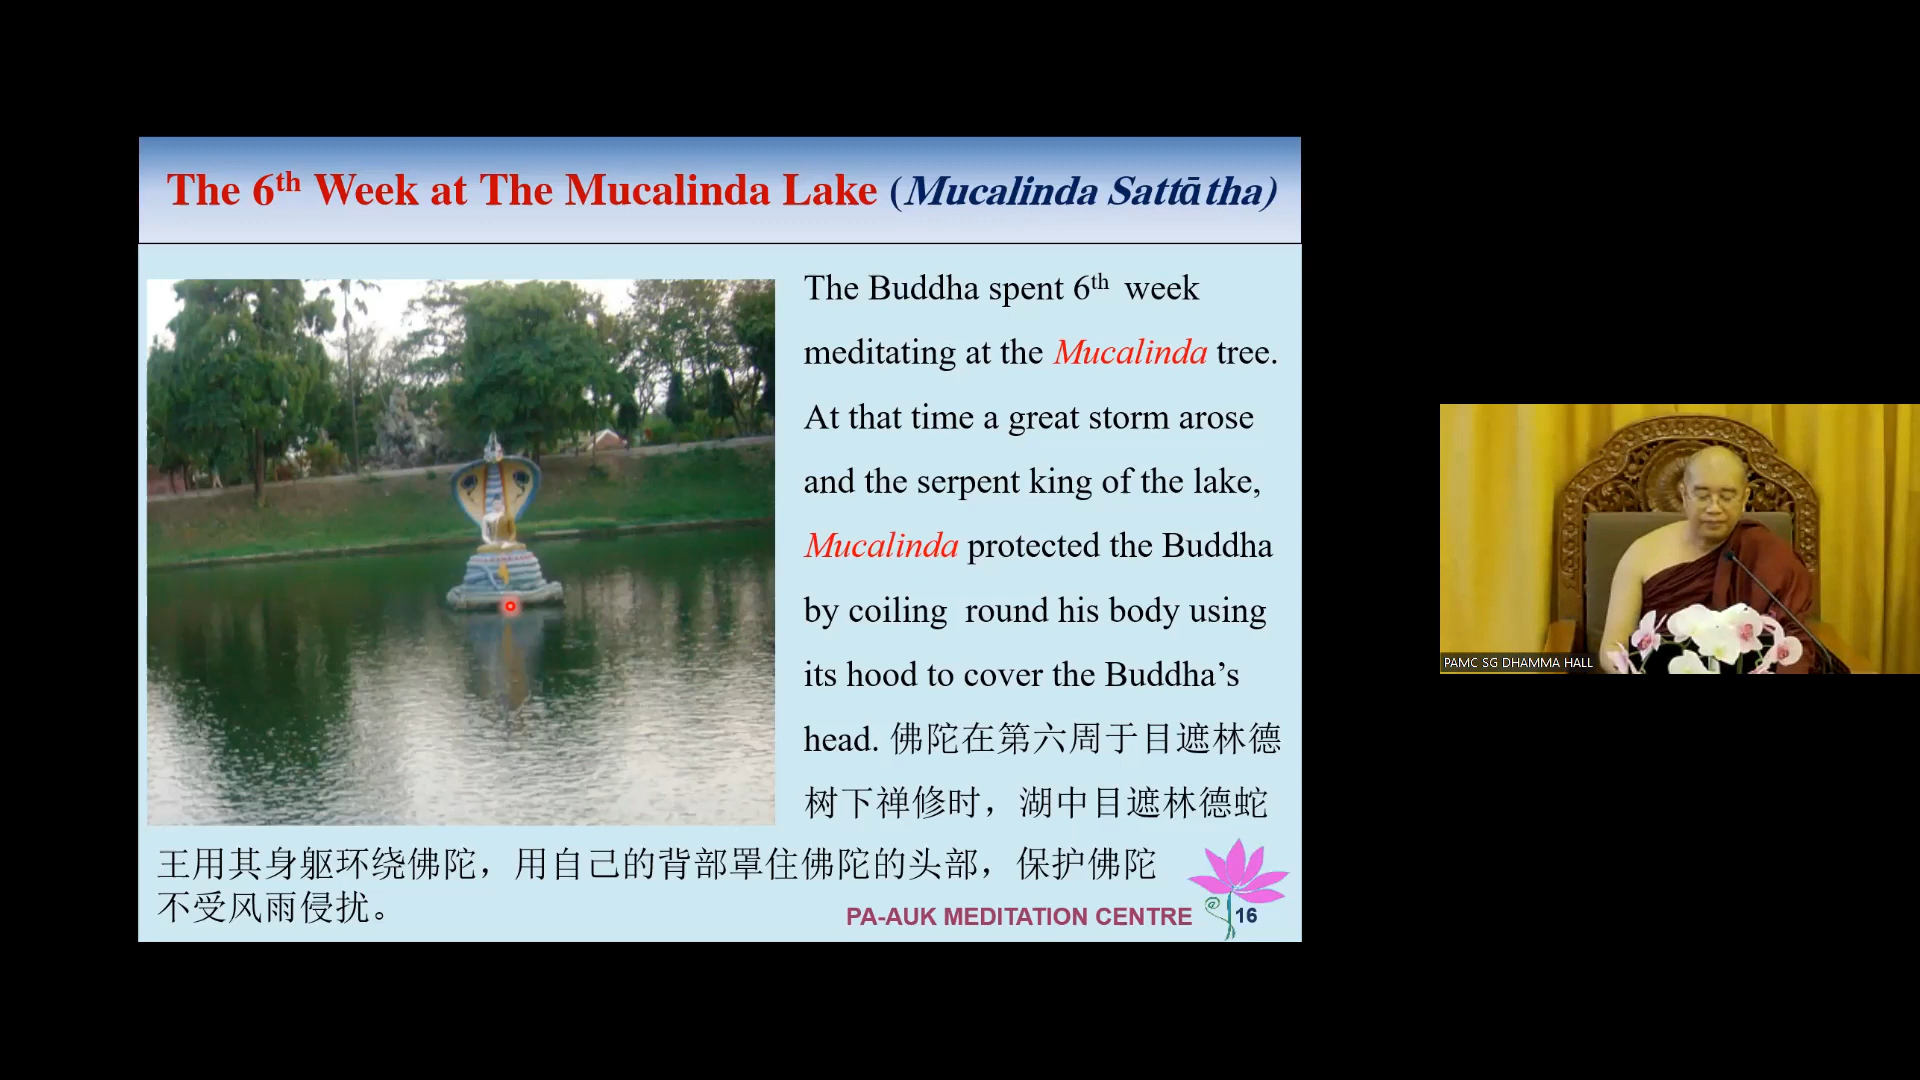 The 6th Week at The Mucalinda Lake (Mucalinda Sattātha)
The Buddha spent 6th week
meditating at the Mucalinda tree.
At that time a great storm arose
and the serpent king of the lake,
Mucalinda protected the Buddha
by coiling round his body using
its hood to cover the Buddha’s
head. 佛陀在第六周于目遮林德
树下禅修时，湖中目遮林德蛇
王用其身躯环绕佛陀，用自己的背部罩住佛陀的头部，保护佛陀
不受风雨侵扰。
PA-AUK MEDITATION CENTRE 16
PAMC SG DHAMMA HALL